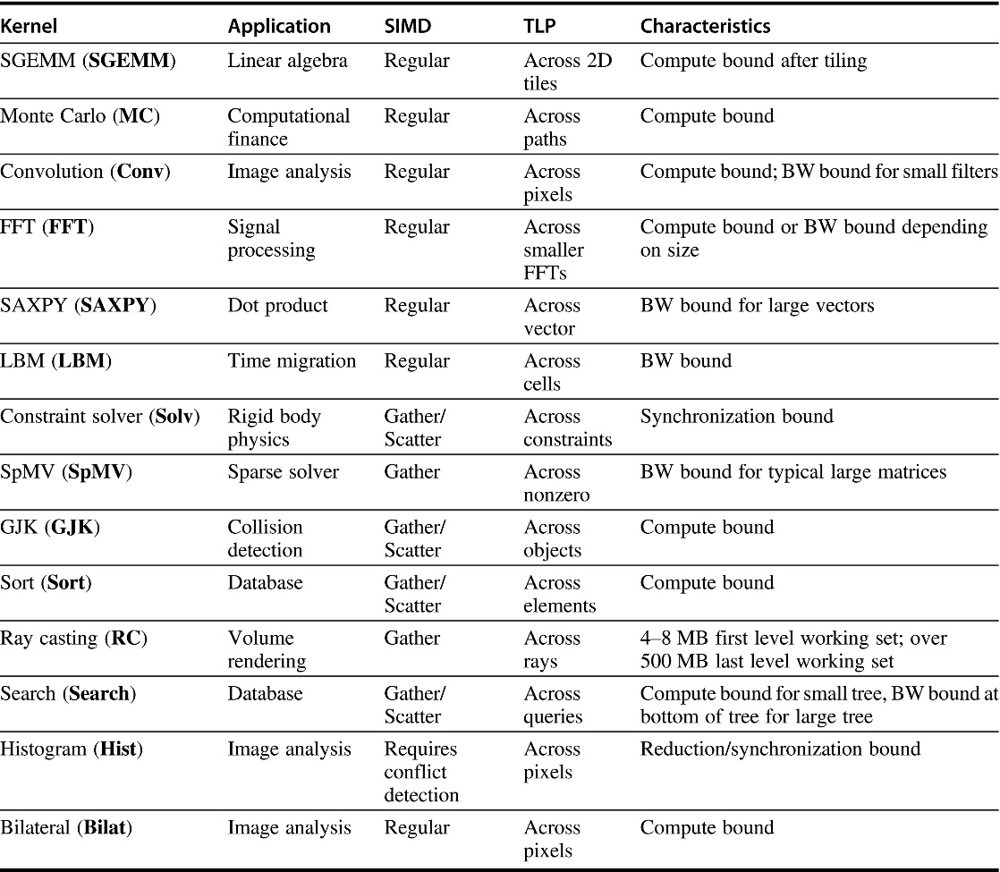 Kernel Application SIMD TLP Characteristics
SGEMM (SGEMM) Linear algebra Regular Across 2D Compute bound after tiling
tiles
Monte Carlo (MC) Computational Regular Across Compute bound
finance paths
Convolution (Conv) Image analysis Regular Across Compute bound; BW bound for small filters
pixels
FFT (FFT) Signal Regular Across Compute bound or BW bound depending
processing smaller on size
FFTs
SAXPY (SAXPY) Dot product Regular Across BW bound for large vectors
vector
LBM (LBM) Time migration Regular Across BW bound
cells
Constraint solver (Solv) Rigid body Gather/ Across Synchronization bound
physics Scatter constraints
SpMV (SpMV) Sparse solver Gather Across BW bound for typical large matrices
nonzero
GJK (GJK) Collision Gather/ Across Compute bound
detection Scatter objects
Sort (Sort) Database Gather/ Across Compute bound
Scatter elements
Ray casting (RC) Volume Gather Across 4–8 MB first level working set; over
rendering rays 500 MB last level working set
Search (Search) Database Gather/ Across Compute bound for small tree, BW bound at
Scatter queries bottom of tree for large tree
Histogram (Hist) Image analysis Requires Across Reduction/synchronization bound
conflict pixels
detection
Bilateral (Bilat) Image analysis Regular Across Compute bound
pixels